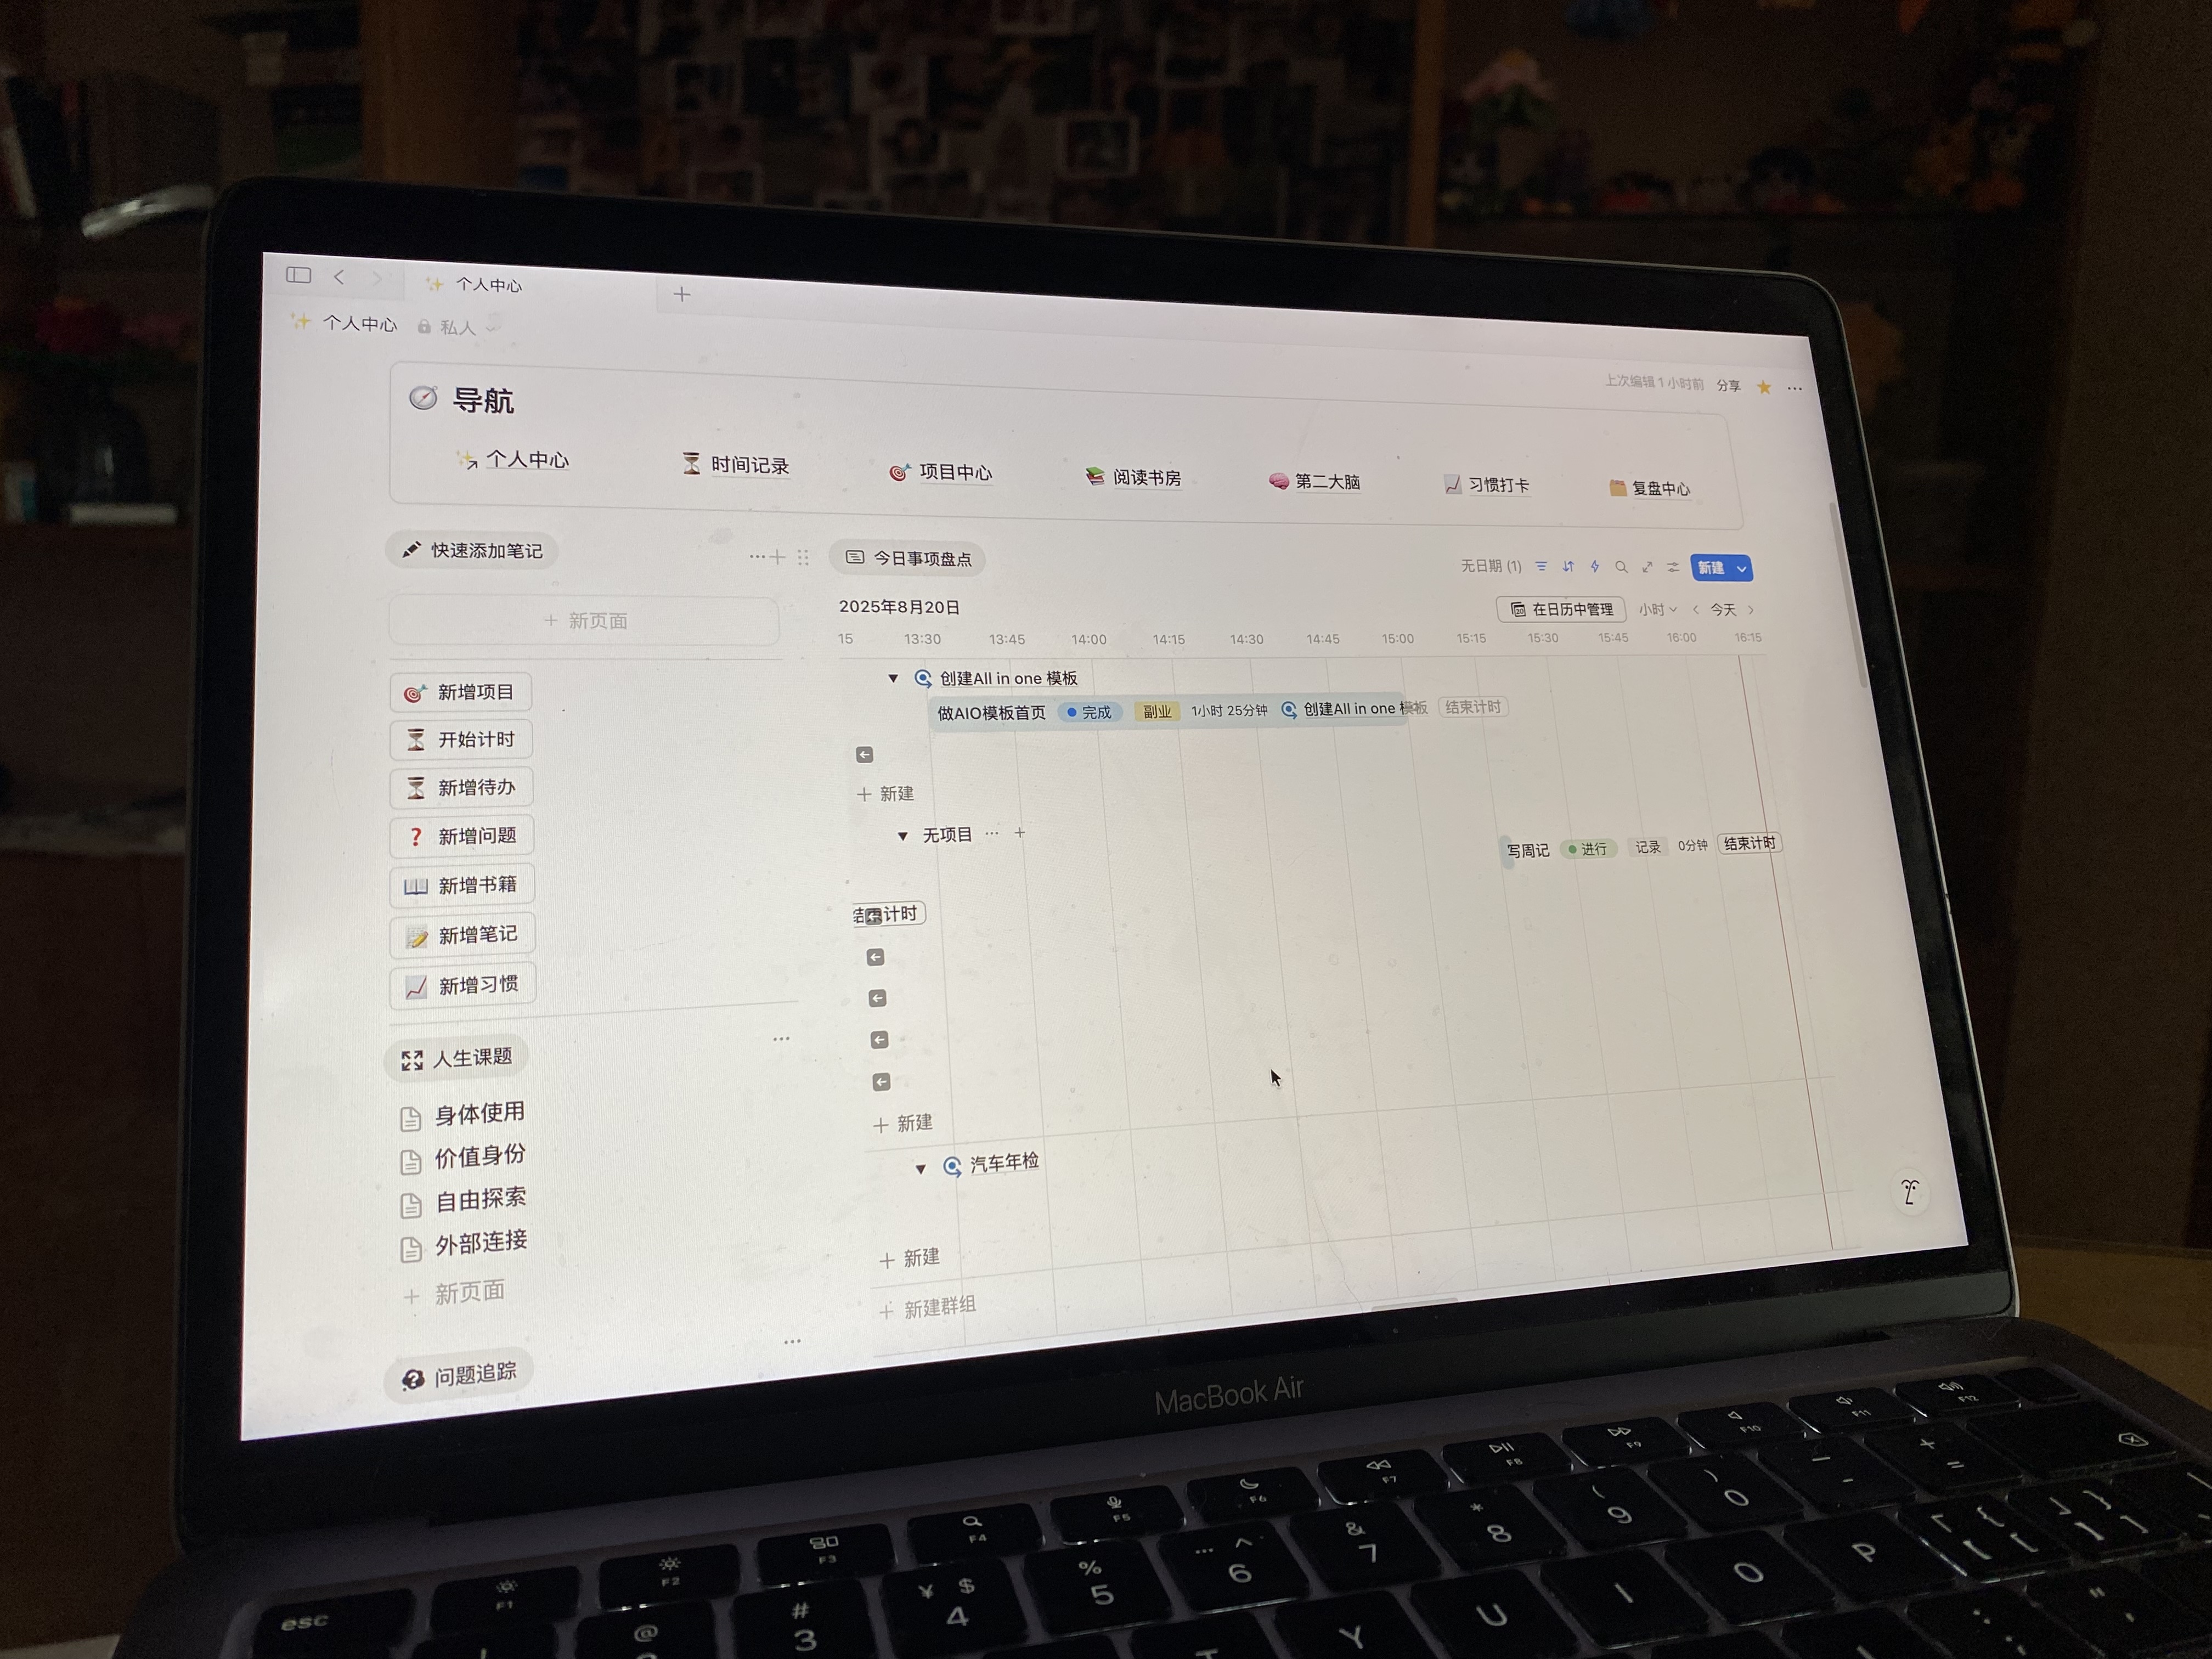 个人中心
个人中心 私人
上次编辑 1 小时前 分享
导航
个人中心 时间记录 项目中心 阅读书房 第二大脑 习惯打卡 复盘中心
快速添加笔记
+ 新页面
新增项目
开始计时
新增待办
新增问题
新增书籍
新增笔记
新增习惯
人生课题
身体使用
价值身份
自由探索
外部连接
+ 新页面
问题追踪
今日事项盘点
无日期 (1) 新建
2025年8月20日 在日历中管理 小时 今天
15 13:30 13:45 14:00 14:15 14:30 14:45 15:00 15:15 15:30 15:45 16:00 16:15
创建All in one 模板
做AIO模板首页 完成 副业 1小时 25分钟 创建All in one 模板 结束计时
+ 新建
无项目 ... +
写周记 进行 记录 0分钟 结束计时
结束计时
+ 新建
汽车年检
+ 新建
+ 新建群组
MacBook Air
esc F1 F2 F3 F4 F5 F6 F7 F8 F9 F10 F11 F12
@ # 3 ¥ $ 4 % 5 … ^ 6 & 7 * 8 ( 9 ) 0 — - + =
Y U I O P